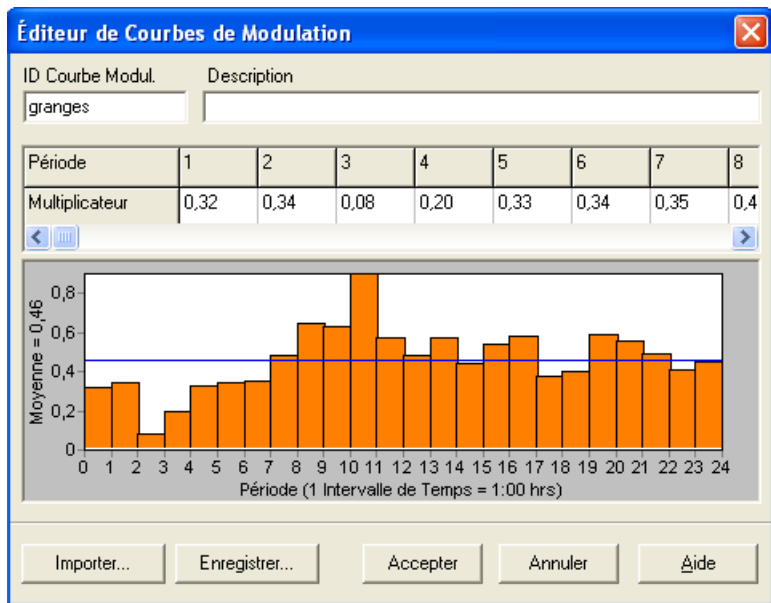 Éditeur de Courbes de Modulation
ID Courbe Modul. Description
granges
Période 1 2 3 4 5 6 7 8
Multiplicateur 0,32 0,34 0,08 0,20 0,33 0,34 0,35 0,4
Moyenne = 0,46
0,8
0,6
0,4
0,2
0
0 1 2 3 4 5 6 7 8 9 10 11 12 13 14 15 16 17 18 19 20 21 22 23 24
Période (1 Intervalle de Temps = 1:00 hrs)
Importer... Enregistrer... Accepter Annuler Aide